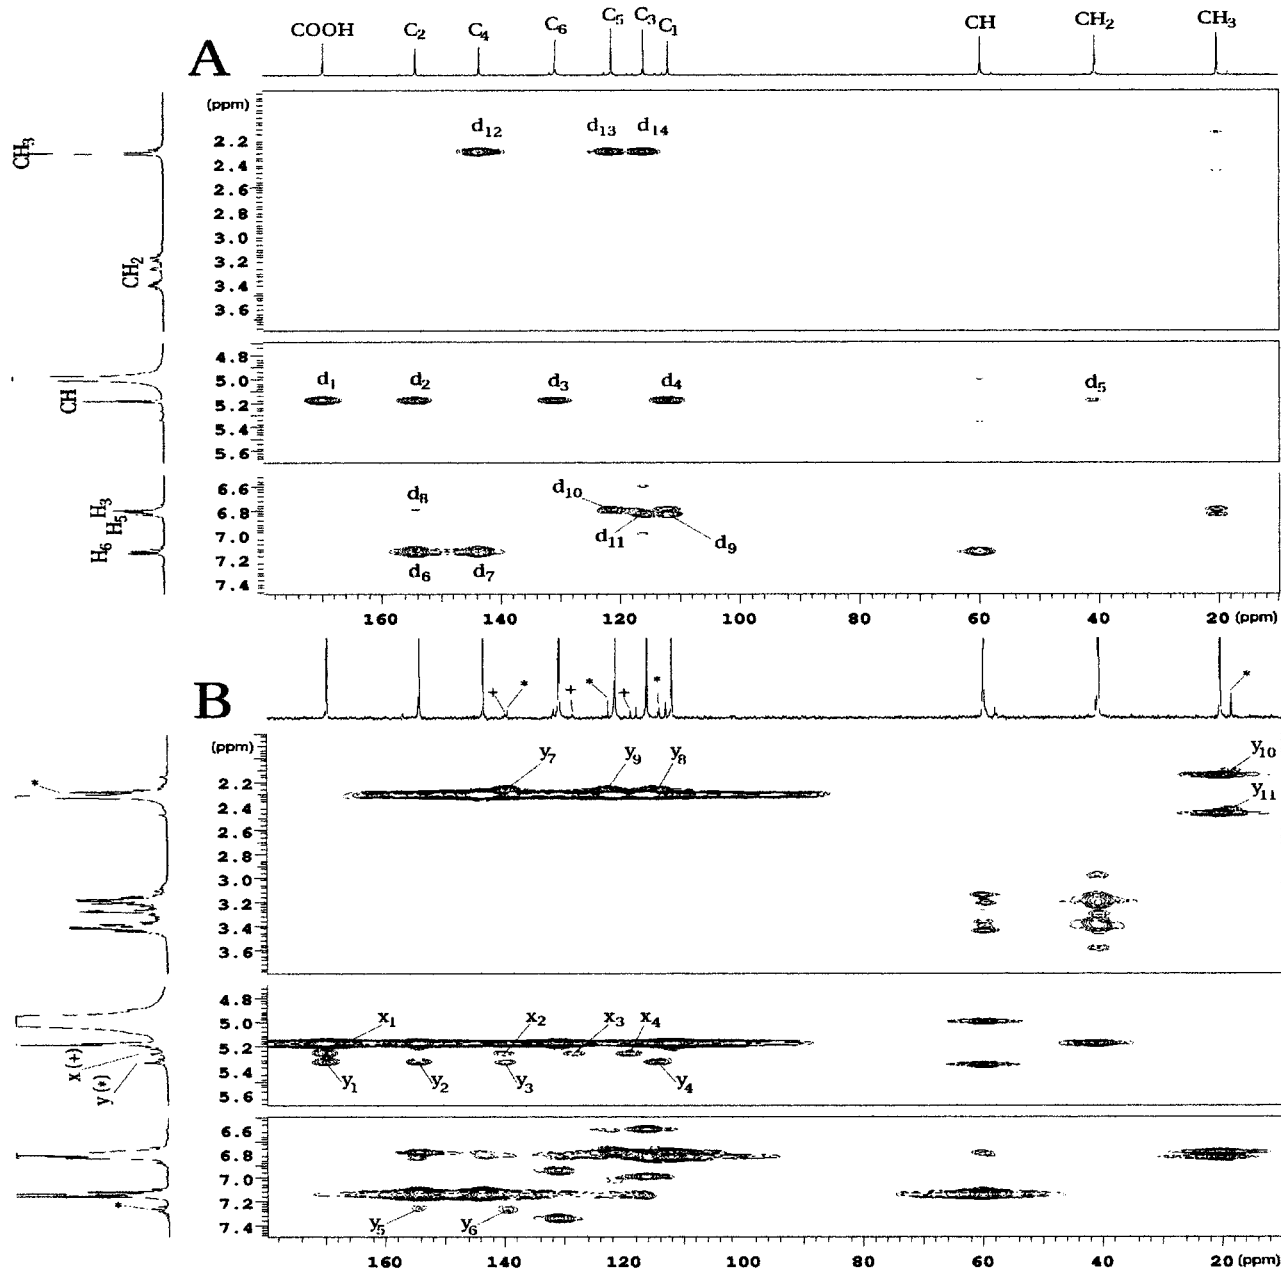 A
COOH C2 C4 C6 C5 C3 C1 CH CH2 CH3
(ppm)
CH3
2.2
2.4
2.6
2.8
3.0
CH2
3.2
3.4
3.6
d12 d13 d14
4.8
5.0
CH
5.2
5.4
5.6
d1 d2 d3 d4 d5
H3
H5
H6
6.6
6.8
7.0
7.2
7.4
d10
d8
d11 d9
d6 d7
160 140 120 100 80 60 40 20 (ppm)
B
+ * + * + * *
(ppm)
*
2.2
2.4
2.6
2.8
3.0
3.2
3.4
3.6
y7 y9 y8 y10
y11
x (+)
y (*)
4.8
5.0
5.2
5.4
5.6
x1 x2 x3 x4
y1 y2 y3 y4
*
6.6
6.8
7.0
7.2
7.4
y5 y6
160 140 120 100 80 60 40 20 (ppm)